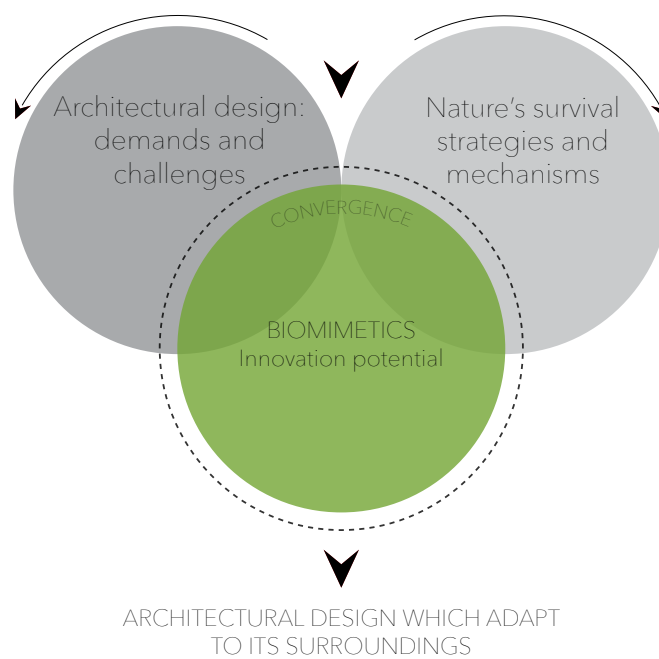 Architectural design:
demands and
challenges
Nature's survival
strategies and
mechanisms
CONVERGENCE
BIOMIMETICS
Innovation potential
ARCHITECTURAL DESIGN WHICH ADAPT
TO ITS SURROUNDINGS